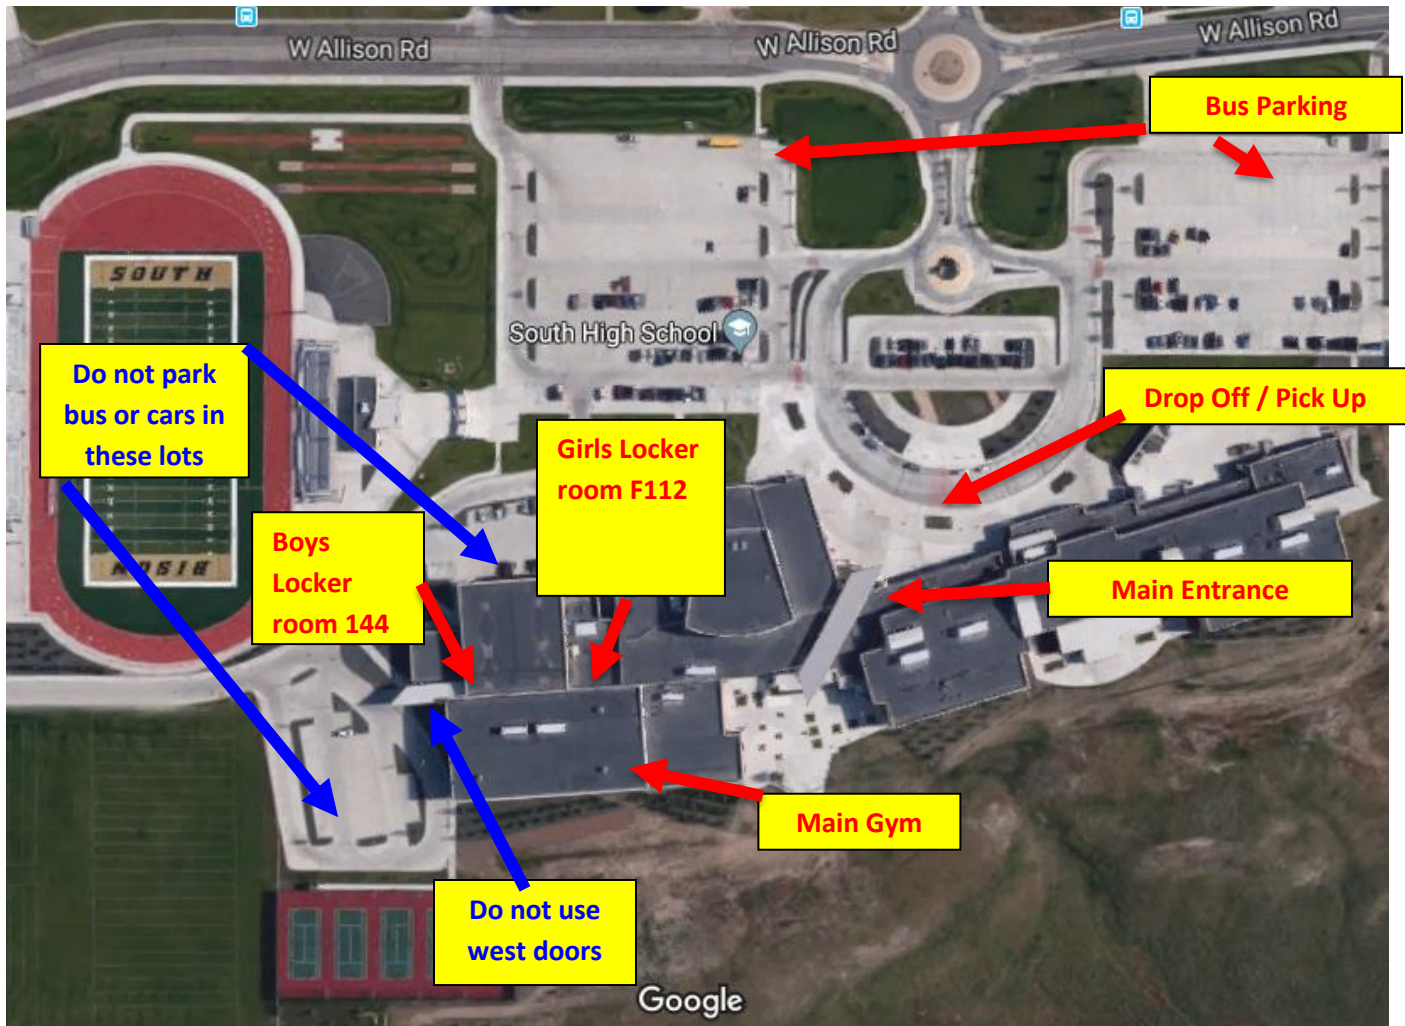 W Allison Rd
W Allison Rd
W Allison Rd
Bus Parking
SOUTH
South High School
Do not park
bus or cars in
these lots
Drop Off / Pick Up
Girls Locker
room F112
Boys
Locker
room 144
BISON
Main Entrance
Main Gym
Do not use
west doors
Google